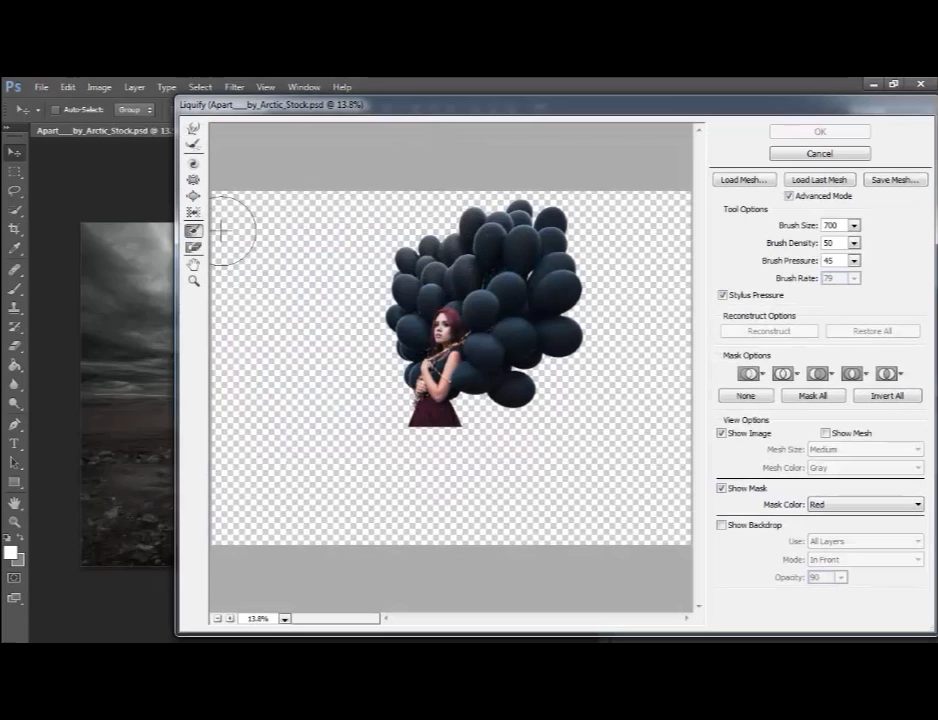 Ps File Edit Image Layer Type Select Filter View Window Help
Auto-Select: Group
Liquify (Apart___by_Arctic_Stock.psd @ 13.8%)
Apart___by_Arctic_Stock.psd @ 13.
OK
Cancel
Load Mesh... Load Last Mesh Save Mesh...
Advanced Mode
Tool Options
Brush Size: 700
Brush Density: 50
Brush Pressure: 45
Brush Rate: 79
Stylus Pressure
Reconstruct Options
Reconstruct Restore All
Mask Options
None Mask All Invert All
View Options
Show Image Show Mesh
Mesh Size: Medium
Mesh Color: Gray
Show Mask
Mask Color: Red
Show Backdrop
Use: All Layers
Mode: In Front
Opacity: 90
13.8%